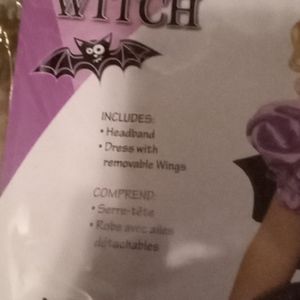 WITCH
INCLUDES:
• Headband
• Dress with
removable Wings
COMPREND:
• Serre-tête
• Robe avec ailes
détachables